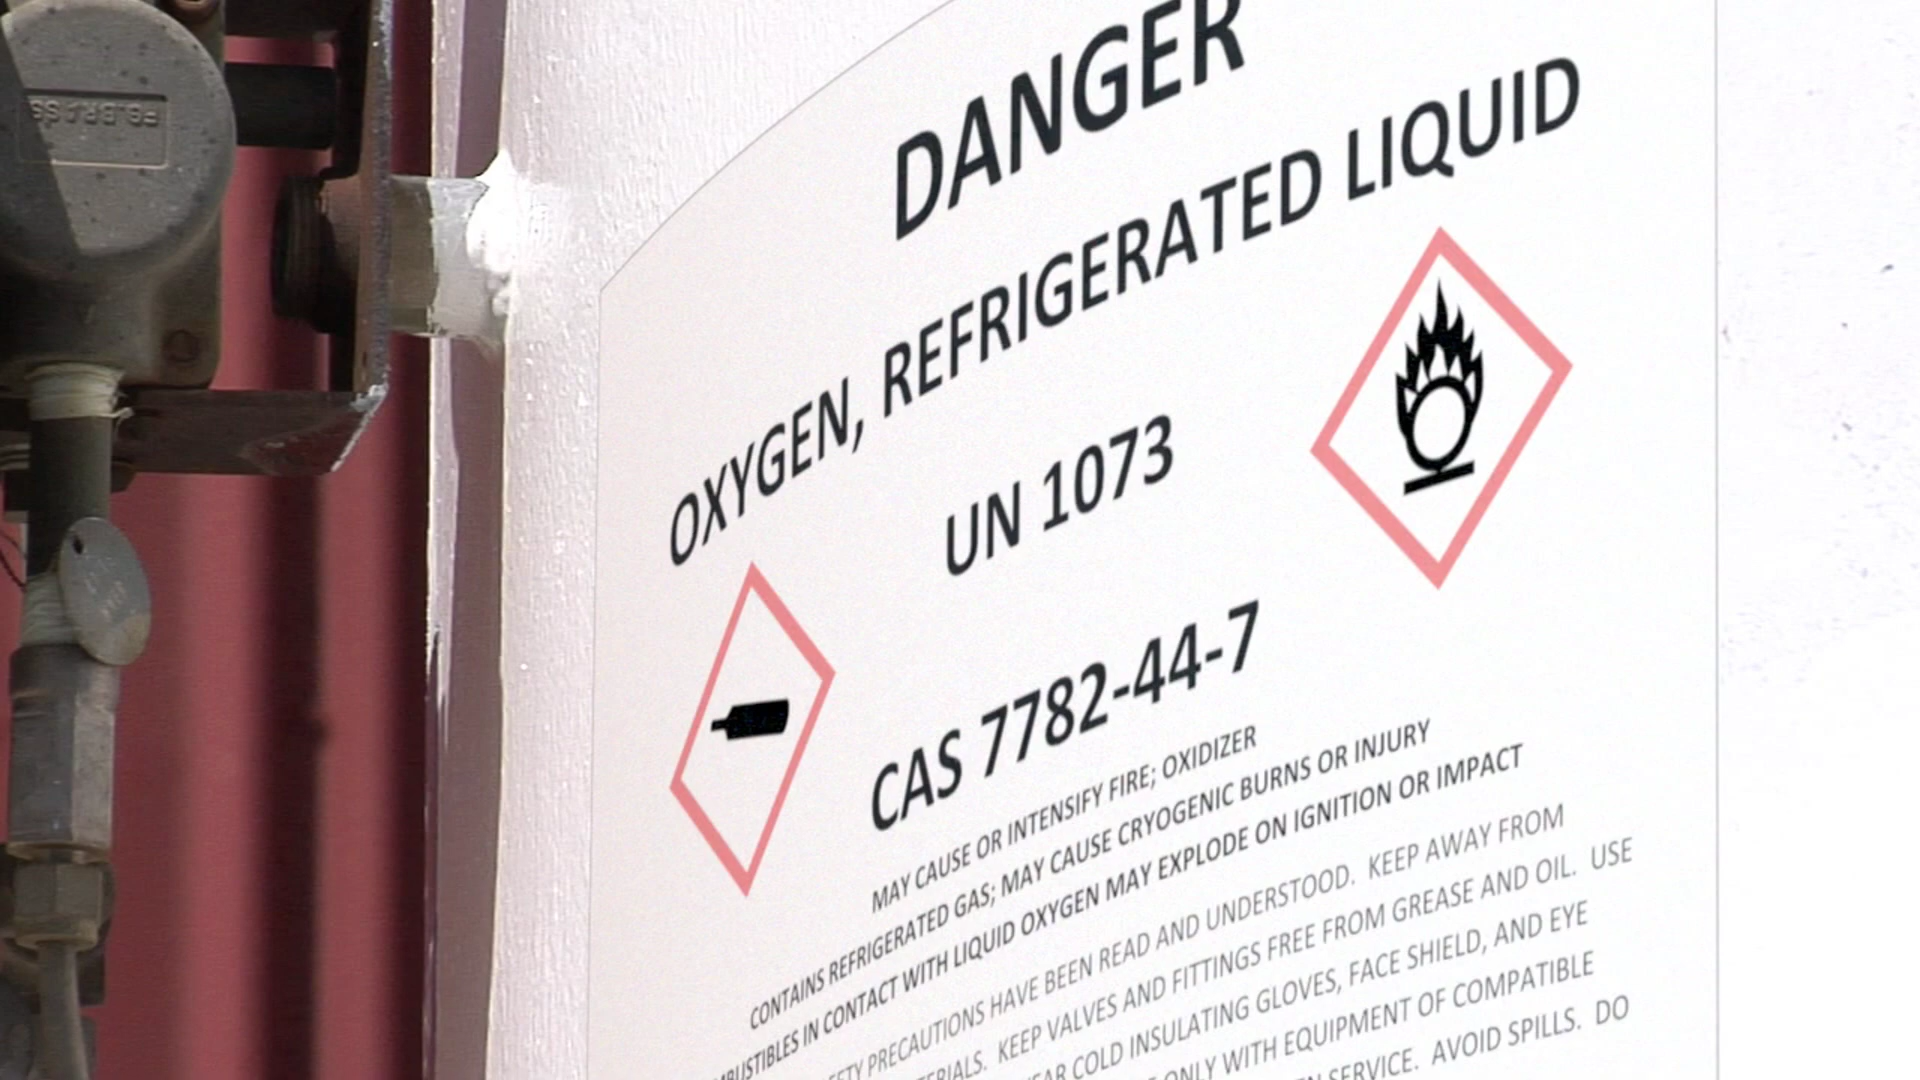 FG.BRASS
DANGER
OXYGEN, REFRIGERATED LIQUID
UN 1073
CAS 7782-44-7
MAY CAUSE OR INTENSIFY FIRE; OXIDIZER
CONTAINS REFRIGERATED GAS; MAY CAUSE CRYOGENIC BURNS OR INJURY
IN CONTACT WITH LIQUID OXYGEN MAY EXPLODE ON IGNITION OR IMPACT
PRECAUTIONS HAVE BEEN READ AND UNDERSTOOD. KEEP AWAY FROM
KEEP VALVES AND FITTINGS FREE FROM GREASE AND OIL. USE
COLD INSULATING GLOVES, FACE SHIELD, AND EYE
ONLY WITH EQUIPMENT OF COMPATIBLE
SERVICE. AVOID SPILLS. DO